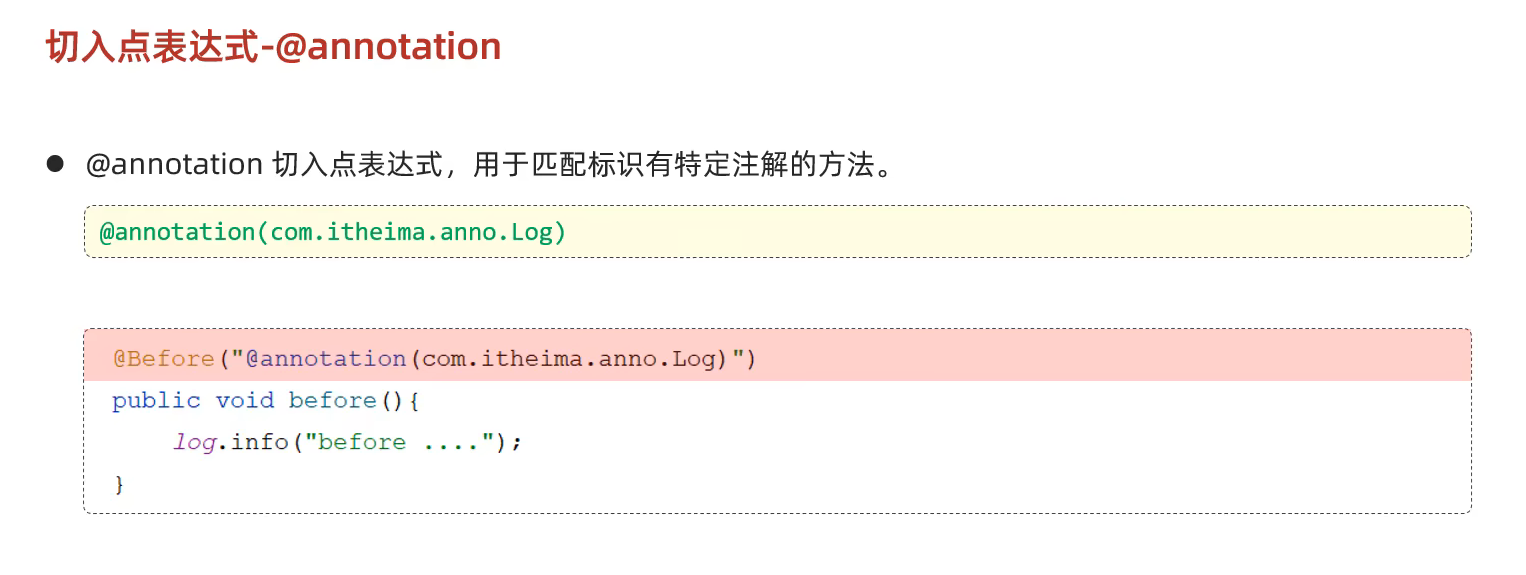 切入点表达式-@annotation
● @annotation 切入点表达式，用于匹配标识有特定注解的方法。
@annotation(com.itheima.anno.Log)
@Before("@annotation(com.itheima.anno.Log)")
public void before(){
    log.info("before ....");
}